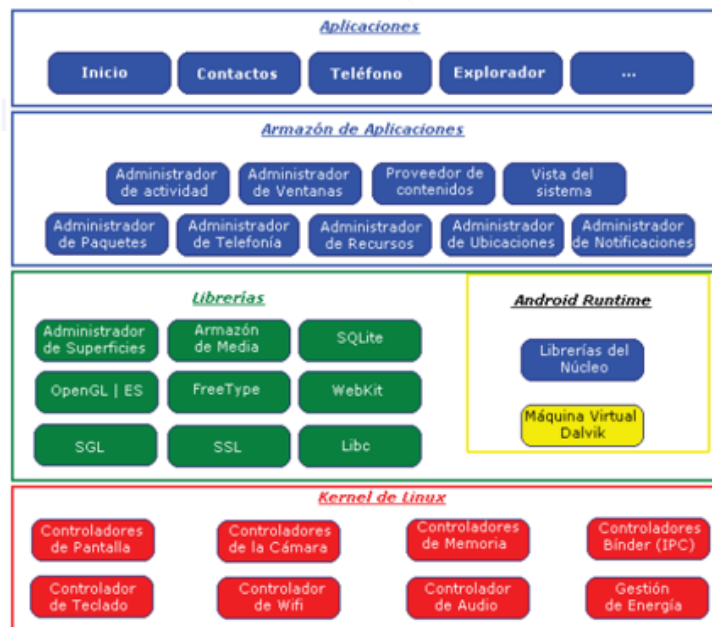 Aplicaciones
Inicio
Contactos
Teléfono
Explorador
...
Armazón de Aplicaciones
Administrador
de actividad
Administrador
de Ventanas
Proveedor de
contenidos
Vista del
sistema
Administrador
de Paquetes
Administrador
de Telefonía
Administrador
de Recursos
Administrador
de Ubicaciones
Administrador
de Notificaciones
Librerías
Administrador
de Superficies
Armazón
de Media
SQLite
OpenGL | ES
FreeType
WebKit
SGL
SSL
Libc
Android Runtime
Librerías del
Núcleo
Máquina Virtual
Dalvik
Kernel de Linux
Controladores
de Pantalla
Controladores
de la Cámara
Controladores
de Memoria
Controladores
Bínder (IPC)
Controlador
de Teclado
Controlador
de Wifi
Controlador
de Audio
Gestión
de Energía